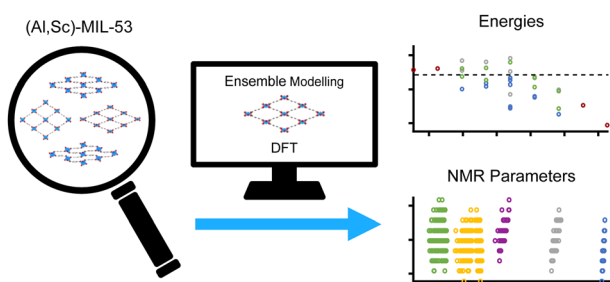 (Al,Sc)-MIL-53
Ensemble Modelling
DFT
Energies
NMR Parameters